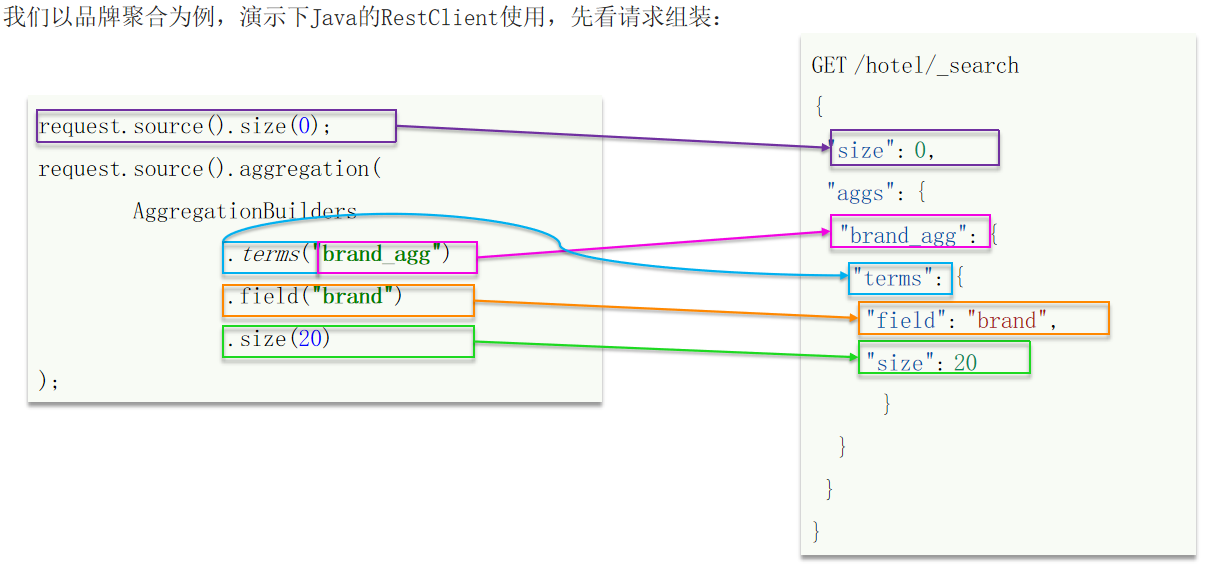 我们以品牌聚合为例，演示下Java的RestClient使用，先看请求组装：
request.source().size(0);
request.source().aggregation(
AggregationBuilders
.terms("brand_agg")
.field("brand")
.size(20)
);
GET /hotel/_search
{
"size": 0,
"aggs": {
"brand_agg": {
"terms": {
"field": "brand",
"size": 20
}
}
}
}